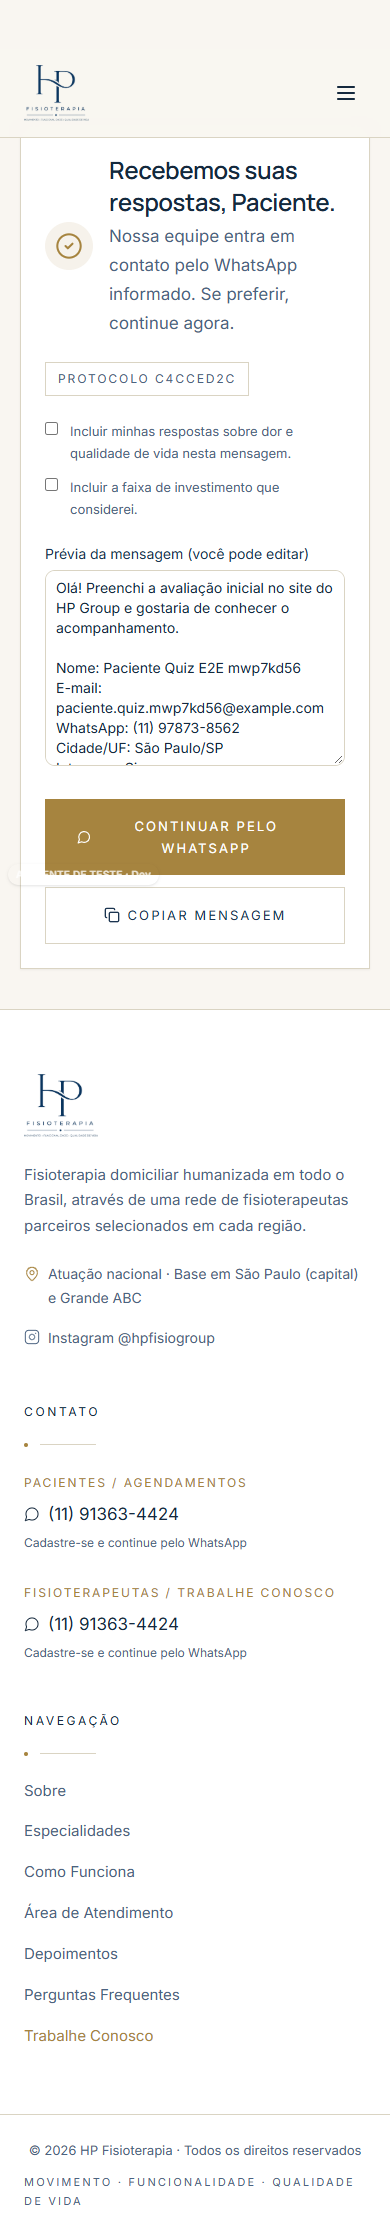 HP
FISIOTERAPIA
Recebemos suas
respostas, Paciente.
Nossa equipe entra em
contato pelo WhatsApp
informado. Se preferir,
continue agora.
PROTOCOLO C4CCED2C
Incluir minhas respostas sobre dor e
qualidade de vida nesta mensagem.
Incluir a faixa de investimento que
considerei.
Prévia da mensagem (você pode editar)
Olá! Preenchi a avaliação inicial no site do
HP Group e gostaria de conhecer o
acompanhamento.
Nome: Paciente Quiz E2E mwp7kd56
E-mail:
paciente.quiz.mwp7kd56@example.com
WhatsApp: (11) 97873-8562
Cidade/UF: São Paulo/SP
CONTINUAR PELO
WHATSAPP
DE TESTE · Dev
COPIAR MENSAGEM
HP
FISIOTERAPIA
Fisioterapia domiciliar humanizada em todo o
Brasil, através de uma rede de fisioterapeutas
parceiros selecionados em cada região.
Atuação nacional · Base em São Paulo (capital)
e Grande ABC
Instagram @hpfisiogroup
CONTATO
PACIENTES / AGENDAMENTOS
(11) 91363-4424
Cadastre-se e continue pelo WhatsApp
FISIOTERAPEUTAS / TRABALHE CONOSCO
(11) 91363-4424
Cadastre-se e continue pelo WhatsApp
NAVEGAÇÃO
Sobre
Especialidades
Como Funciona
Área de Atendimento
Depoimentos
Perguntas Frequentes
Trabalhe Conosco
© 2026 HP Fisioterapia · Todos os direitos reservados
MOVIMENTO · FUNCIONALIDADE · QUALIDADE
DE VIDA